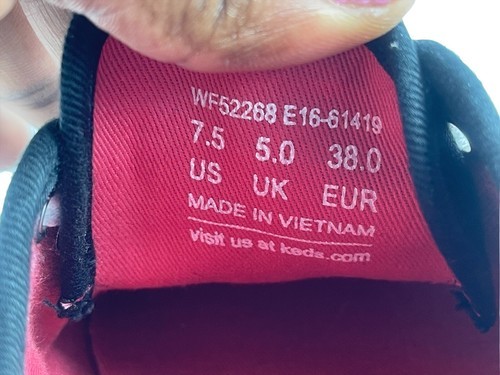 WF52268 E16-61419
7.5 5.0 38.0
US UK EUR
MADE IN VIETNAM
Visit us at keds.com